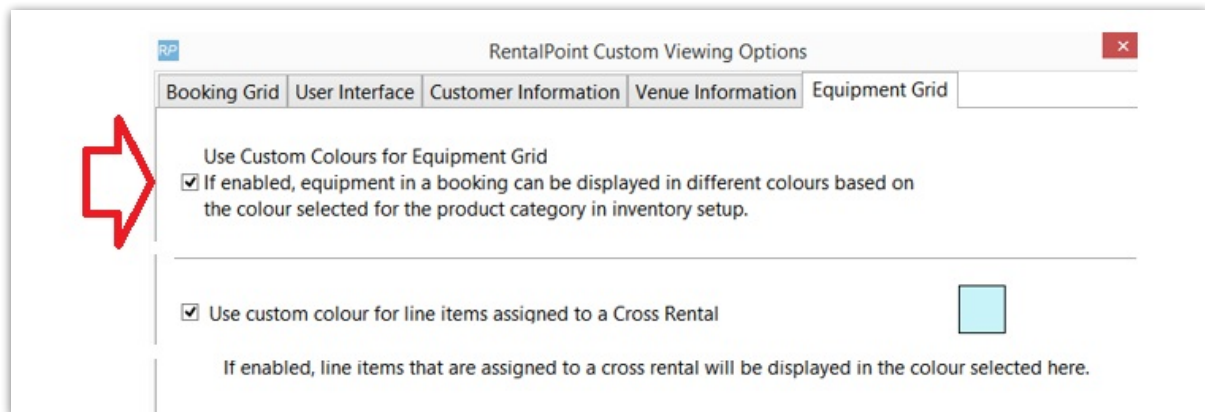 RP RentalPoint Custom Viewing Options
Booking Grid User Interface Customer Information Venue Information Equipment Grid
Use Custom Colours for Equipment Grid
If enabled, equipment in a booking can be displayed in different colours based on
the colour selected for the product category in inventory setup.
Use custom colour for line items assigned to a Cross Rental
If enabled, line items that are assigned to a cross rental will be displayed in the colour selected here.